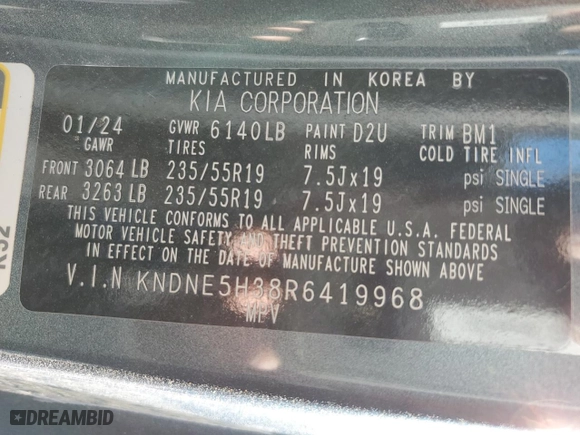 MANUFACTURED IN KOREA BY
KIA CORPORATION
01/24 GVWR 6140LB PAINT D2U TRIM BM1
GAWR TIRES RIMS COLD TIRE INFL
FRONT 3064 LB 235/55R19 7.5Jx19 psi SINGLE
REAR 3263 LB 235/55R19 7.5Jx19 psi SINGLE
THIS VEHICLE CONFORMS TO ALL APPLICABLE U.S.A. FEDERAL
MOTOR VEHICLE SAFETY AND THEFT PREVENTION STANDARDS
IN EFFECT ON THE DATE OF MANUFACTURE SHOWN ABOVE
V.I.N KNDNE5H38R6419968
MPV
DREAMBID